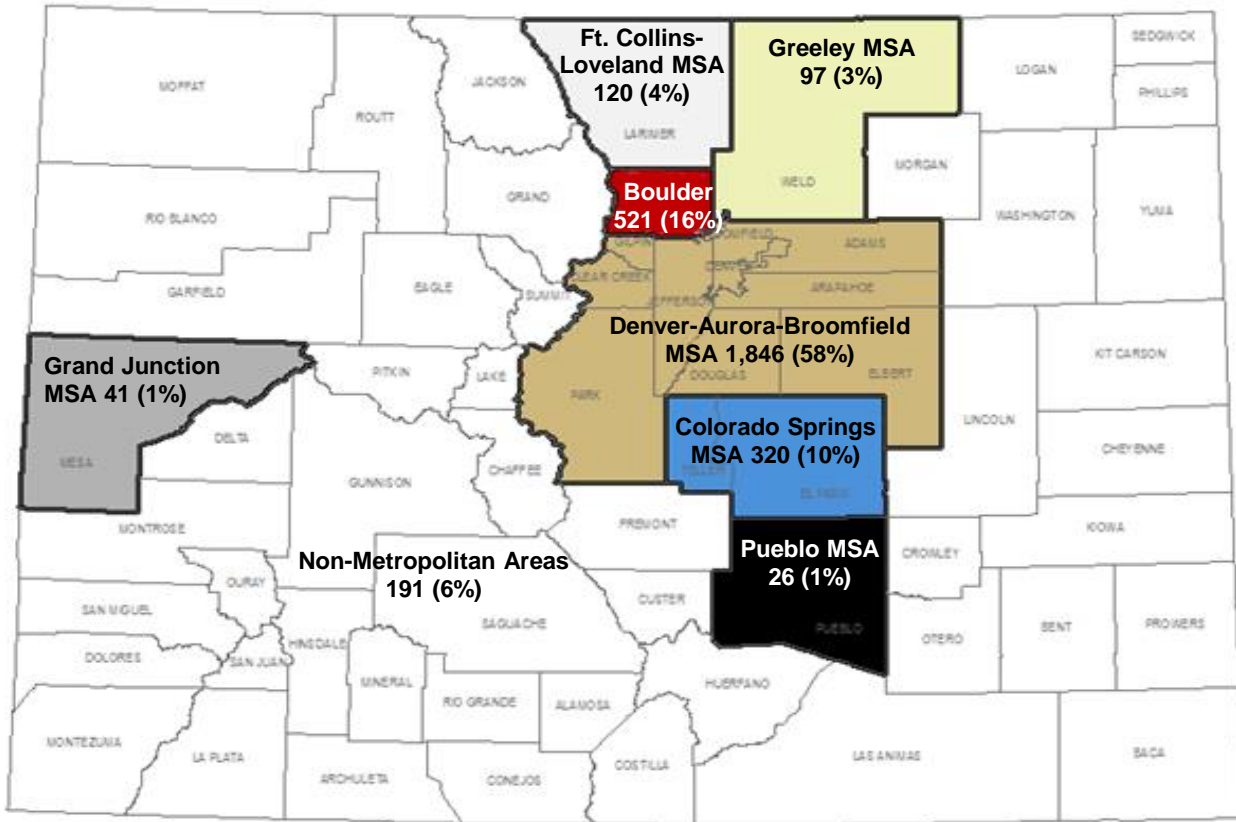 Ft. Collins-
Loveland MSA
120 (4%)
Greeley MSA
97 (3%)
SEDGWICK
LOGAN
PHILLIPS
MOFFAT
JACKSON
ROUTT
LARIMER
MORGAN
WELD
Boulder
521 (16%)
GRAND
RIO BLANCO
WASHINGTON
YUMA
GILPIN
ADAMS
CLEAR CREEK
ARAPAHOE
GARFIELD
EAGLE
SUMMIT
JEFFERSON
Denver-Aurora-Broomfield
MSA 1,846 (58%)
KIT CARSON
Grand Junction
MSA 41 (1%)
PITKIN
LAKE
DOUGLAS
ELBERT
PARK
LINCOLN
Colorado Springs
MSA 320 (10%)
DELTA
MESA
CHEYENNE
CHAFFEE
TELLER
EL PASO
GUNNISON
MONTROSE
FREMONT
KIOWA
Pueblo MSA
26 (1%)
CROWLEY
Non-Metropolitan Areas
191 (6%)
OURAY
SAN MIGUEL
CUSTER
SAGUACHE
HINSDALE
PUEBLO
OTERO
BENT
PROWERS
DOLORES
SAN JUAN
MINERAL
HUERFANO
RIO GRANDE
ALAMOSA
MONTEZUMA
LA PLATA
ARCHULETA
CONEJOS
COSTILLA
LAS ANIMAS
BACA